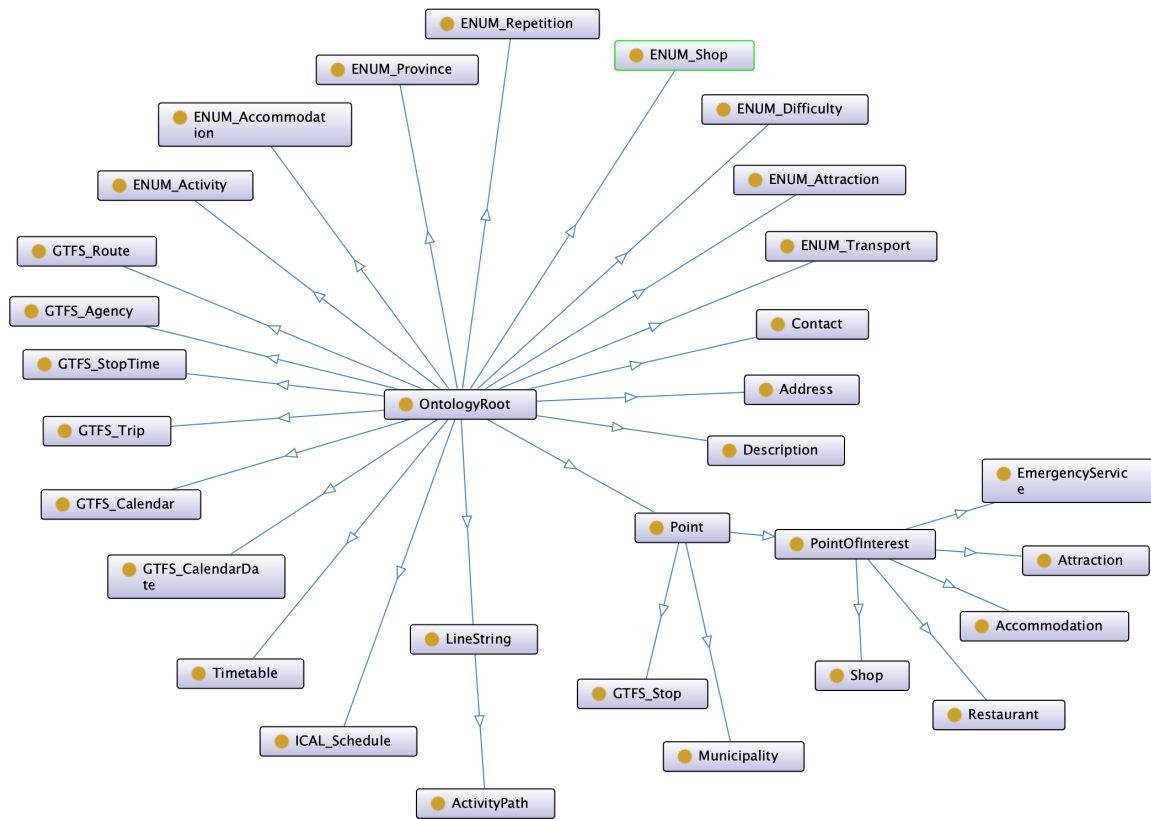 ENUM_Repetition
ENUM_Shop
ENUM_Province
ENUM_Difficulty
ENUM_Accommodat
ion
ENUM_Activity
ENUM_Attraction
GTFS_Route
ENUM_Transport
GTFS_Agency
Contact
GTFS_StopTime
Address
OntologyRoot
GTFS_Trip
Description
EmergencyServic
e
GTFS_Calendar
Point
PointOfInterest
Attraction
GTFS_CalendarDa
te
Accommodation
LineString
Timetable
Shop
GTFS_Stop
Restaurant
ICAL_Schedule
Municipality
ActivityPath